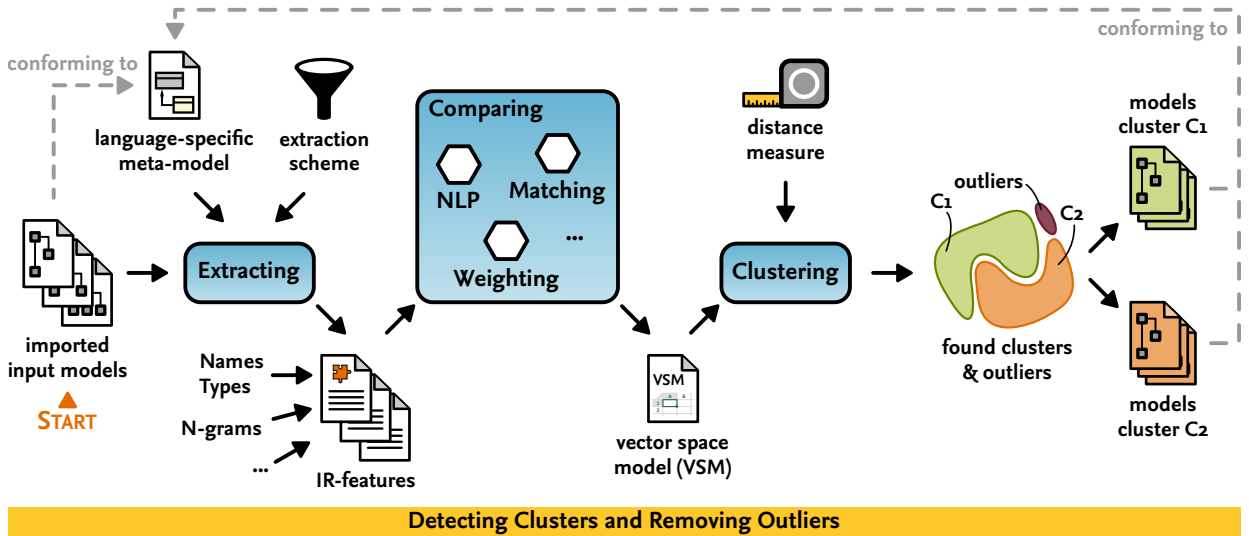 conforming to
conforming to
language-specific
meta-model
extraction
scheme
Comparing
NLP
Matching
...
Weighting
distance
measure
models
cluster C1
outliers
C1
C2
Extracting
Clustering
imported
input models
START
Names
Types
N-grams
...
IR-features
VSM
A
B
1
2
vector space
model (VSM)
found clusters
& outliers
models
cluster C2
Detecting Clusters and Removing Outliers